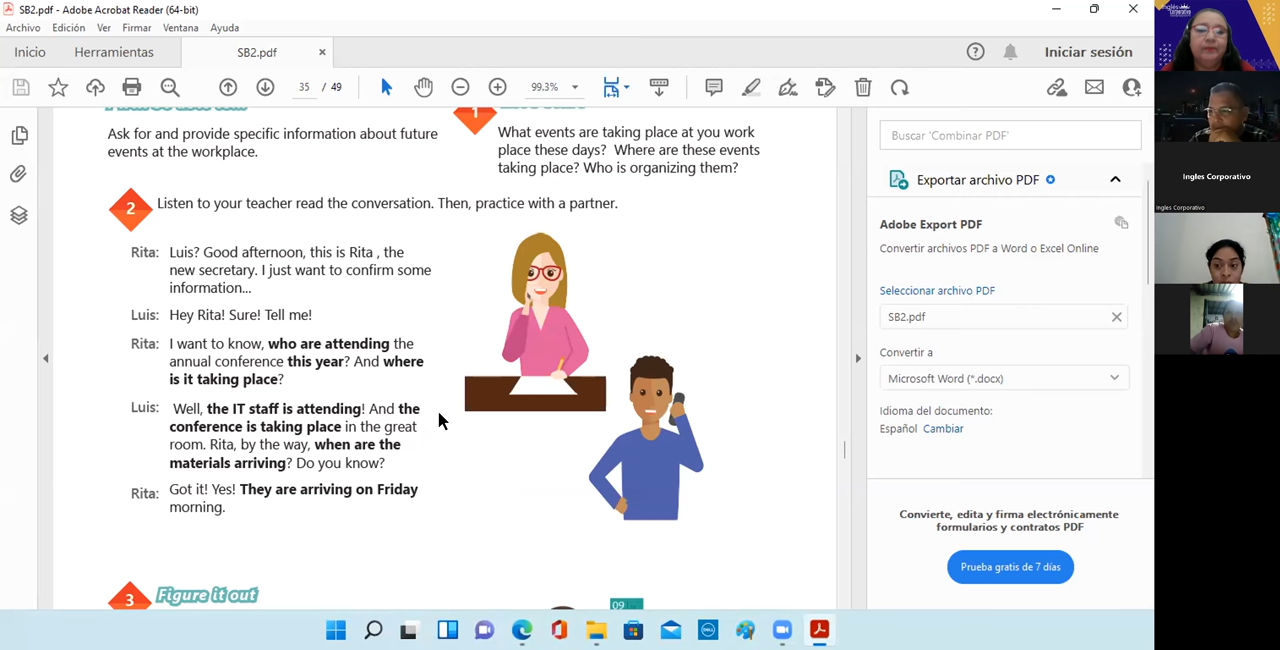 SB2.pdf - Adobe Acrobat Reader (64-bit)
Archivo Edición Ver Firmar Ventana Ayuda
Inicio Herramientas SB2.pdf Iniciar sesión
35 / 49 99.3%
Ask for and provide specific information about future
events at the workplace.
1
What events are taking place at you work
place these days? Where are these events
taking place? Who is organizing them?
2 Listen to your teacher read the conversation. Then, practice with a partner.
Rita: Luis? Good afternoon, this is Rita , the
new secretary. I just want to confirm some
information...
Luis: Hey Rita! Sure! Tell me!
Rita: I want to know, who are attending the
annual conference this year? And where
is it taking place?
Luis: Well, the IT staff is attending! And the
conference is taking place in the great
room. Rita, by the way, when are the
materials arriving? Do you know?
Rita: Got it! Yes! They are arriving on Friday
morning.
3 Figure it out
09
Buscar 'Combinar PDF'
Exportar archivo PDF
Adobe Export PDF
Convertir archivos PDF a Word o Excel Online
Seleccionar archivo PDF
SB2.pdf
Convertir a
Microsoft Word (*.docx)
Idioma del documento:
Español Cambiar
Convierte, edita y firma electrónicamente
formularios y contratos PDF
Prueba gratis de 7 días
Ingles Corporativo
Ingles Corporativo